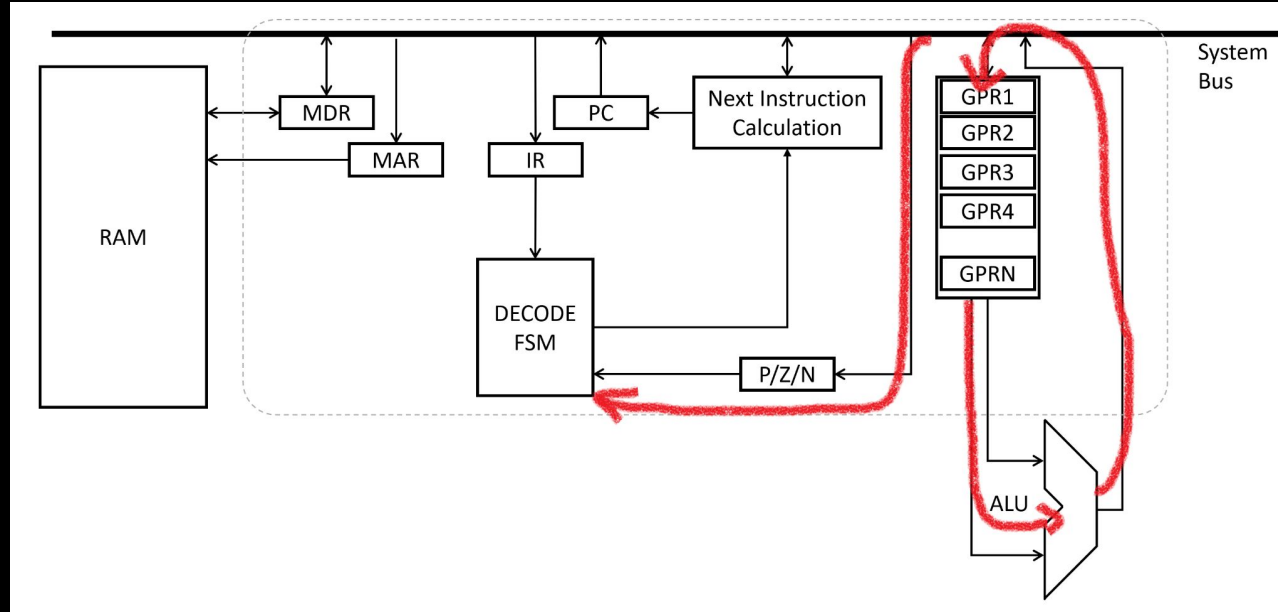 System
Bus
MDR
PC
Next Instruction
Calculation
GPR1
GPR2
MAR
IR
GPR3
GPR4
RAM
GPRN
DECODE
FSM
P/Z/N
ALU